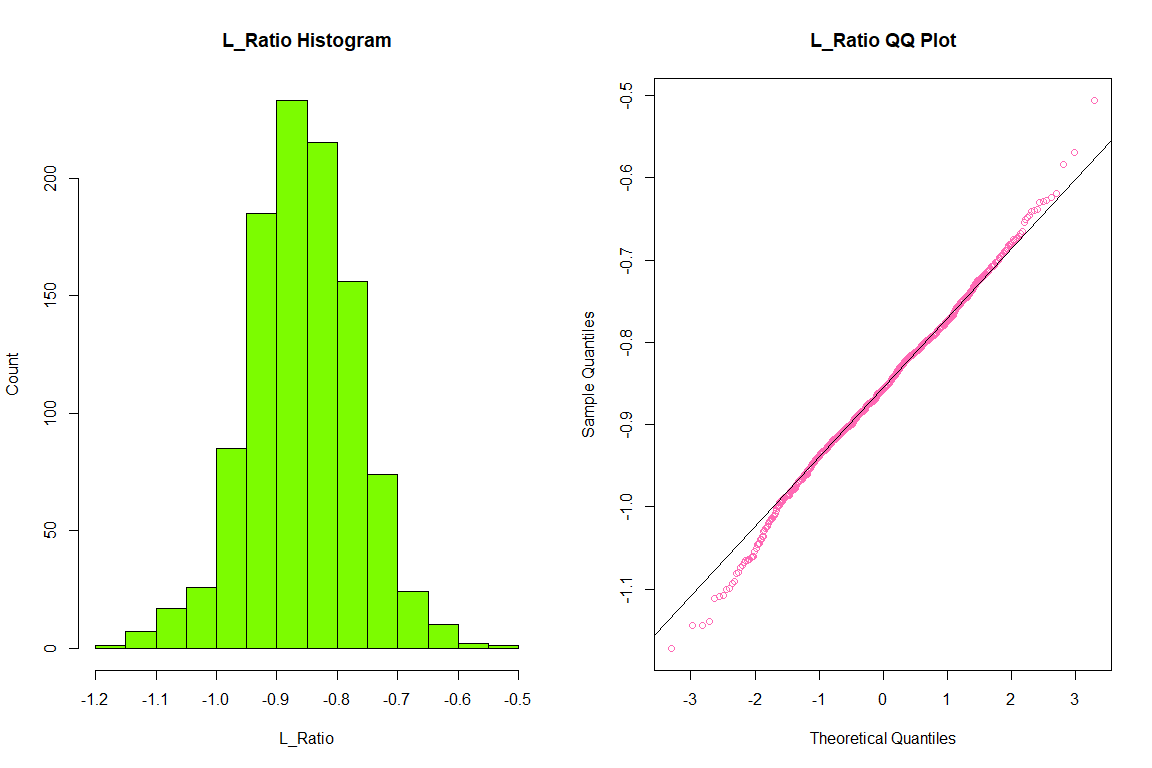 L_Ratio Histogram
Count
0
50
100
150
200
-1.2 -1.1 -1.0 -0.9 -0.8 -0.7 -0.6 -0.5
L_Ratio
L_Ratio QQ Plot
Sample Quantiles
-1.1
-1.0
-0.9
-0.8
-0.7
-0.6
-0.5
-3 -2 -1 0 1 2 3
Theoretical Quantiles